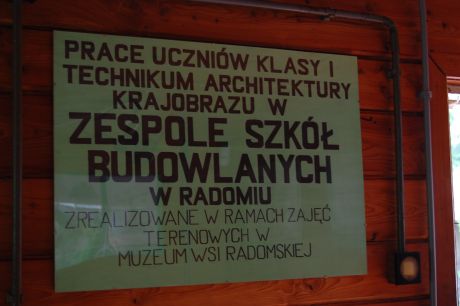 PRACE UCZNIÓW KLASY I
TECHNIKUM ARCHITEKTURY
KRAJOBRAZU W
ZESPOLE SZKÓŁ
BUDOWLANYCH
W RADOMIU
ZREALIZOWANE W RAMACH ZAJĘĆ
TERENOWYCH W
MUZEUM WSI RADOMSKIEJ